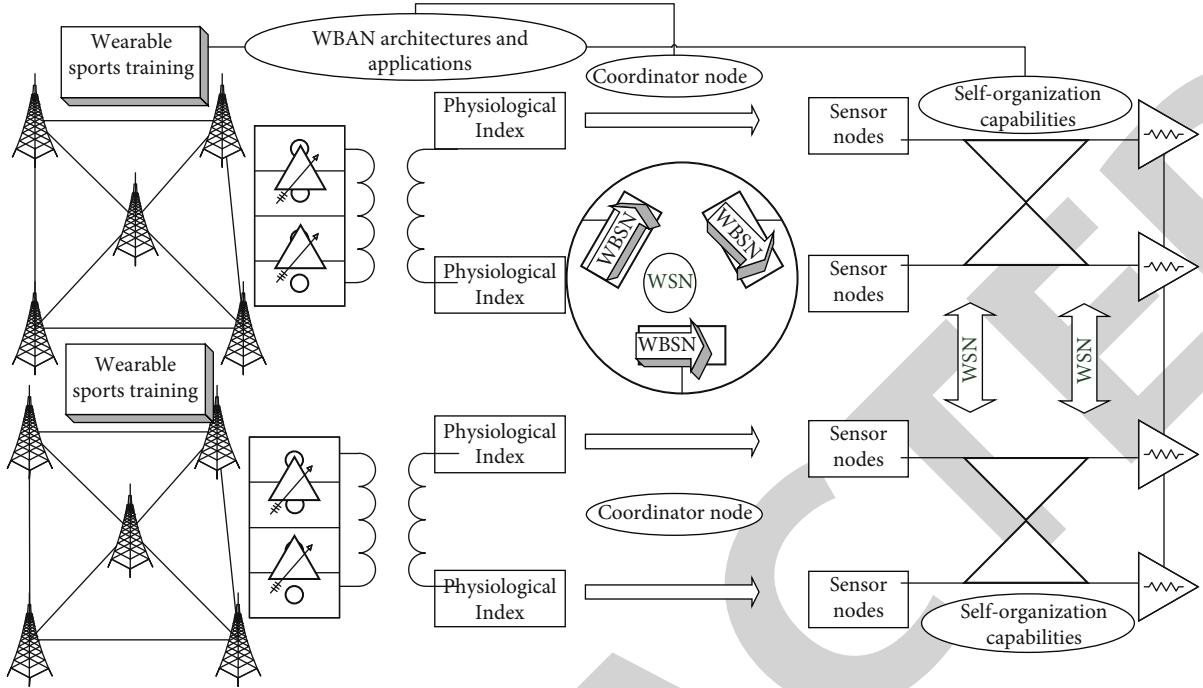 Wearable
sports training
WBAN architectures and
applications
Coordinator node
Self-organization
capabilities
Physiological
Index
Sensor
nodes
WBSN
WBSN
WSN
WBSN
Physiological
Index
Sensor
nodes
WSN
WSN
Wearable
sports training
Physiological
Index
Sensor
nodes
Coordinator node
Physiological
Index
Sensor
nodes
Self-organization
capabilities